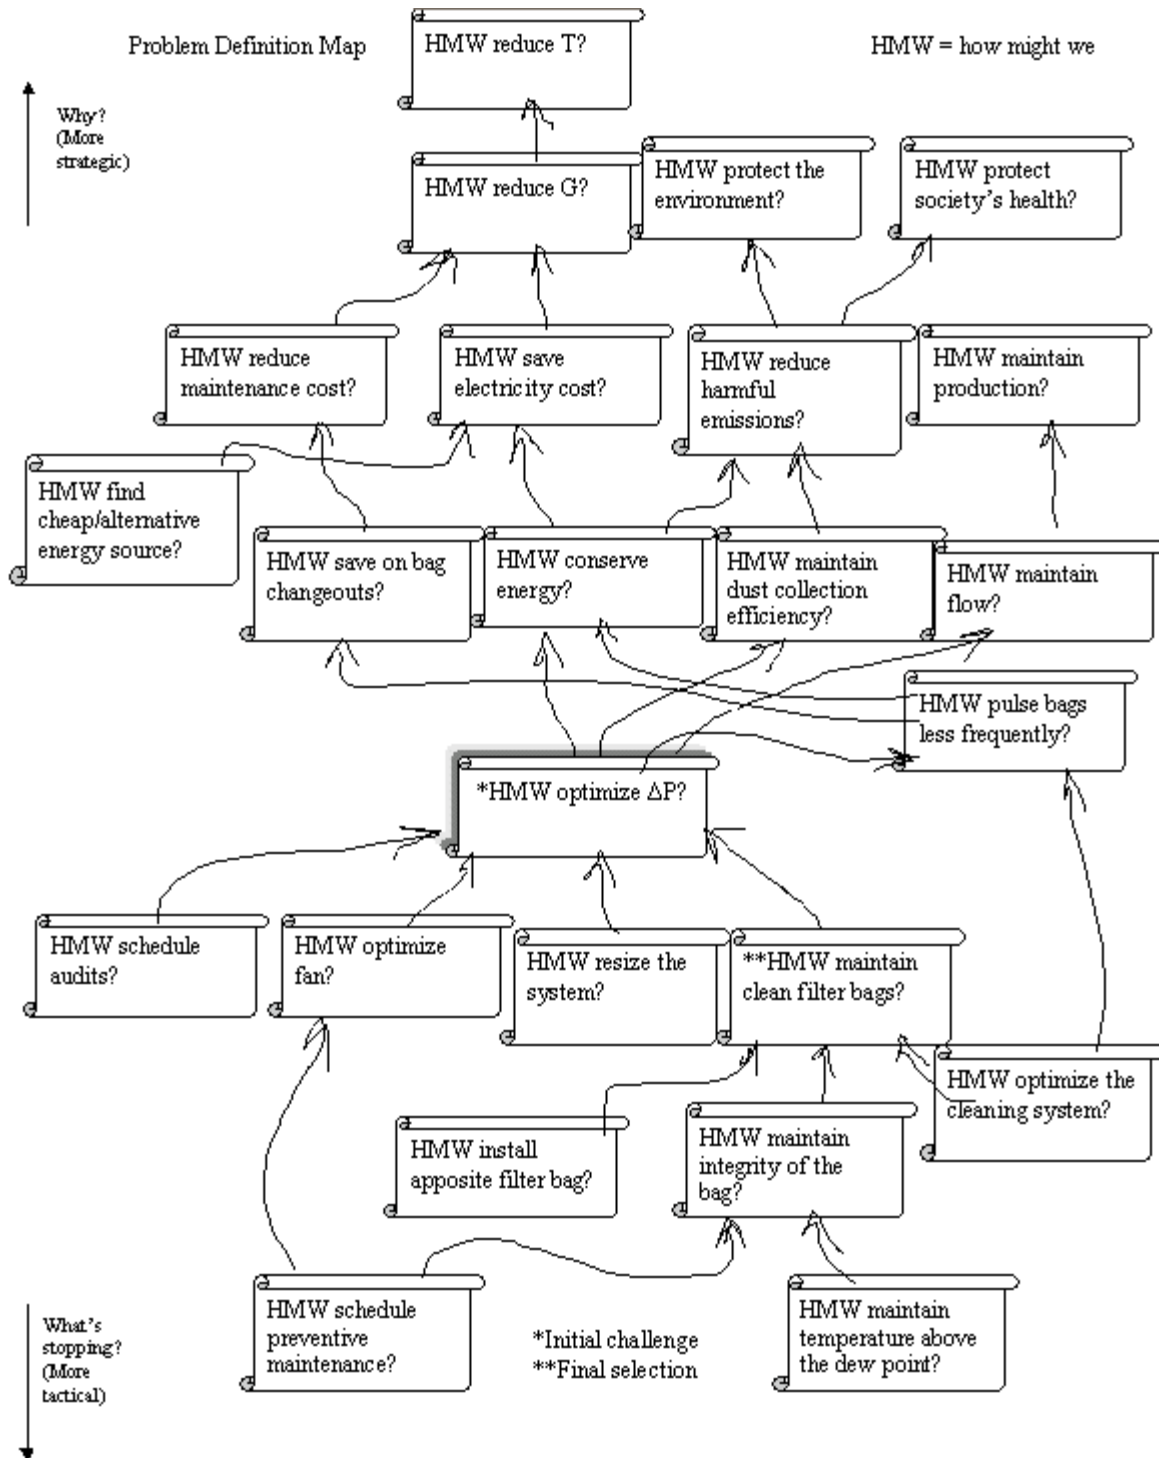 Problem Definition Map
HMW = how might we
HMW reduce T?
Why?
(More
strategic)
HMW reduce G?
HMW protect the
environment?
HMW protect
society's health?
HMW reduce
maintenance cost?
HMW save
electricity cost?
HMW reduce
harmful
emissions?
HMW maintain
production?
HMW find
cheap/alternative
energy source?
HMW save on bag
changeouts?
HMW conserve
energy?
HMW maintain
dust collection
efficiency?
HMW maintain
flow?
HMW pulse bags
less frequently?
*HMW optimize ΔP?
HMW schedule
audits?
HMW optimize
fan?
HMW resize the
system?
**HMW maintain
clean filter bags?
HMW optimize the
cleaning system?
HMW install
apposite filter bag?
HMW maintain
integrity of the
bag?
HMW schedule
preventive
maintenance?
HMW maintain
temperature above
the dew point?
What's
stopping?
(More
tactical)
*Initial challenge
**Final selection